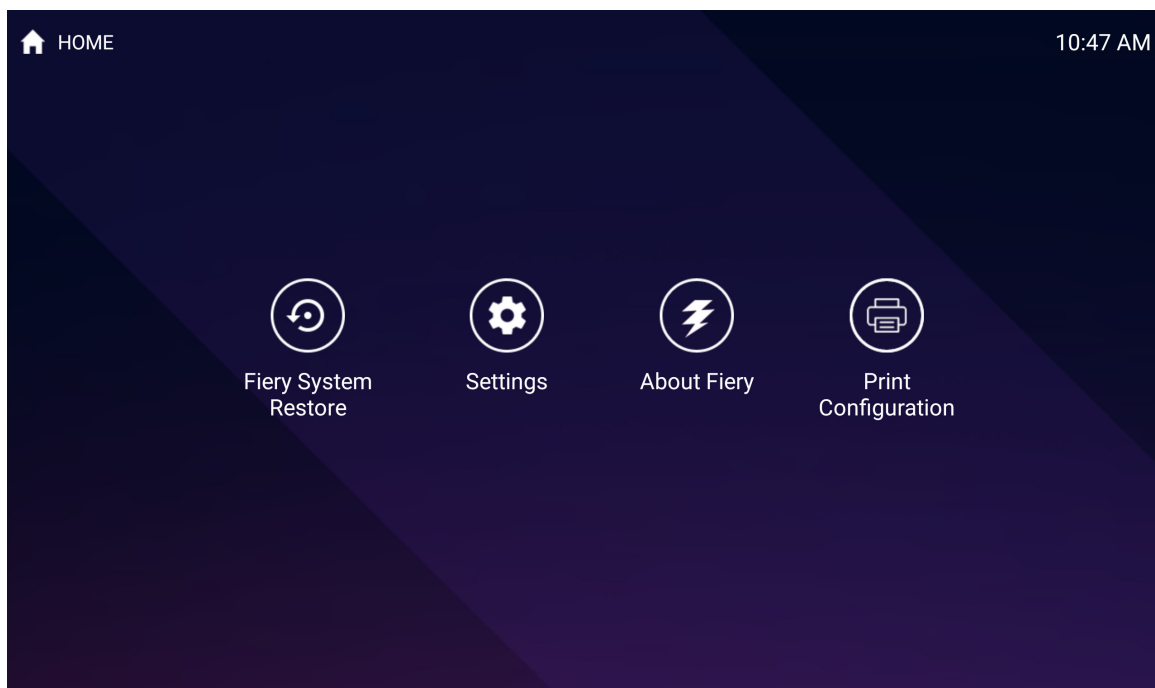 HOME
10:47 AM
Fiery System
Restore
Settings
About Fiery
Print
Configuration